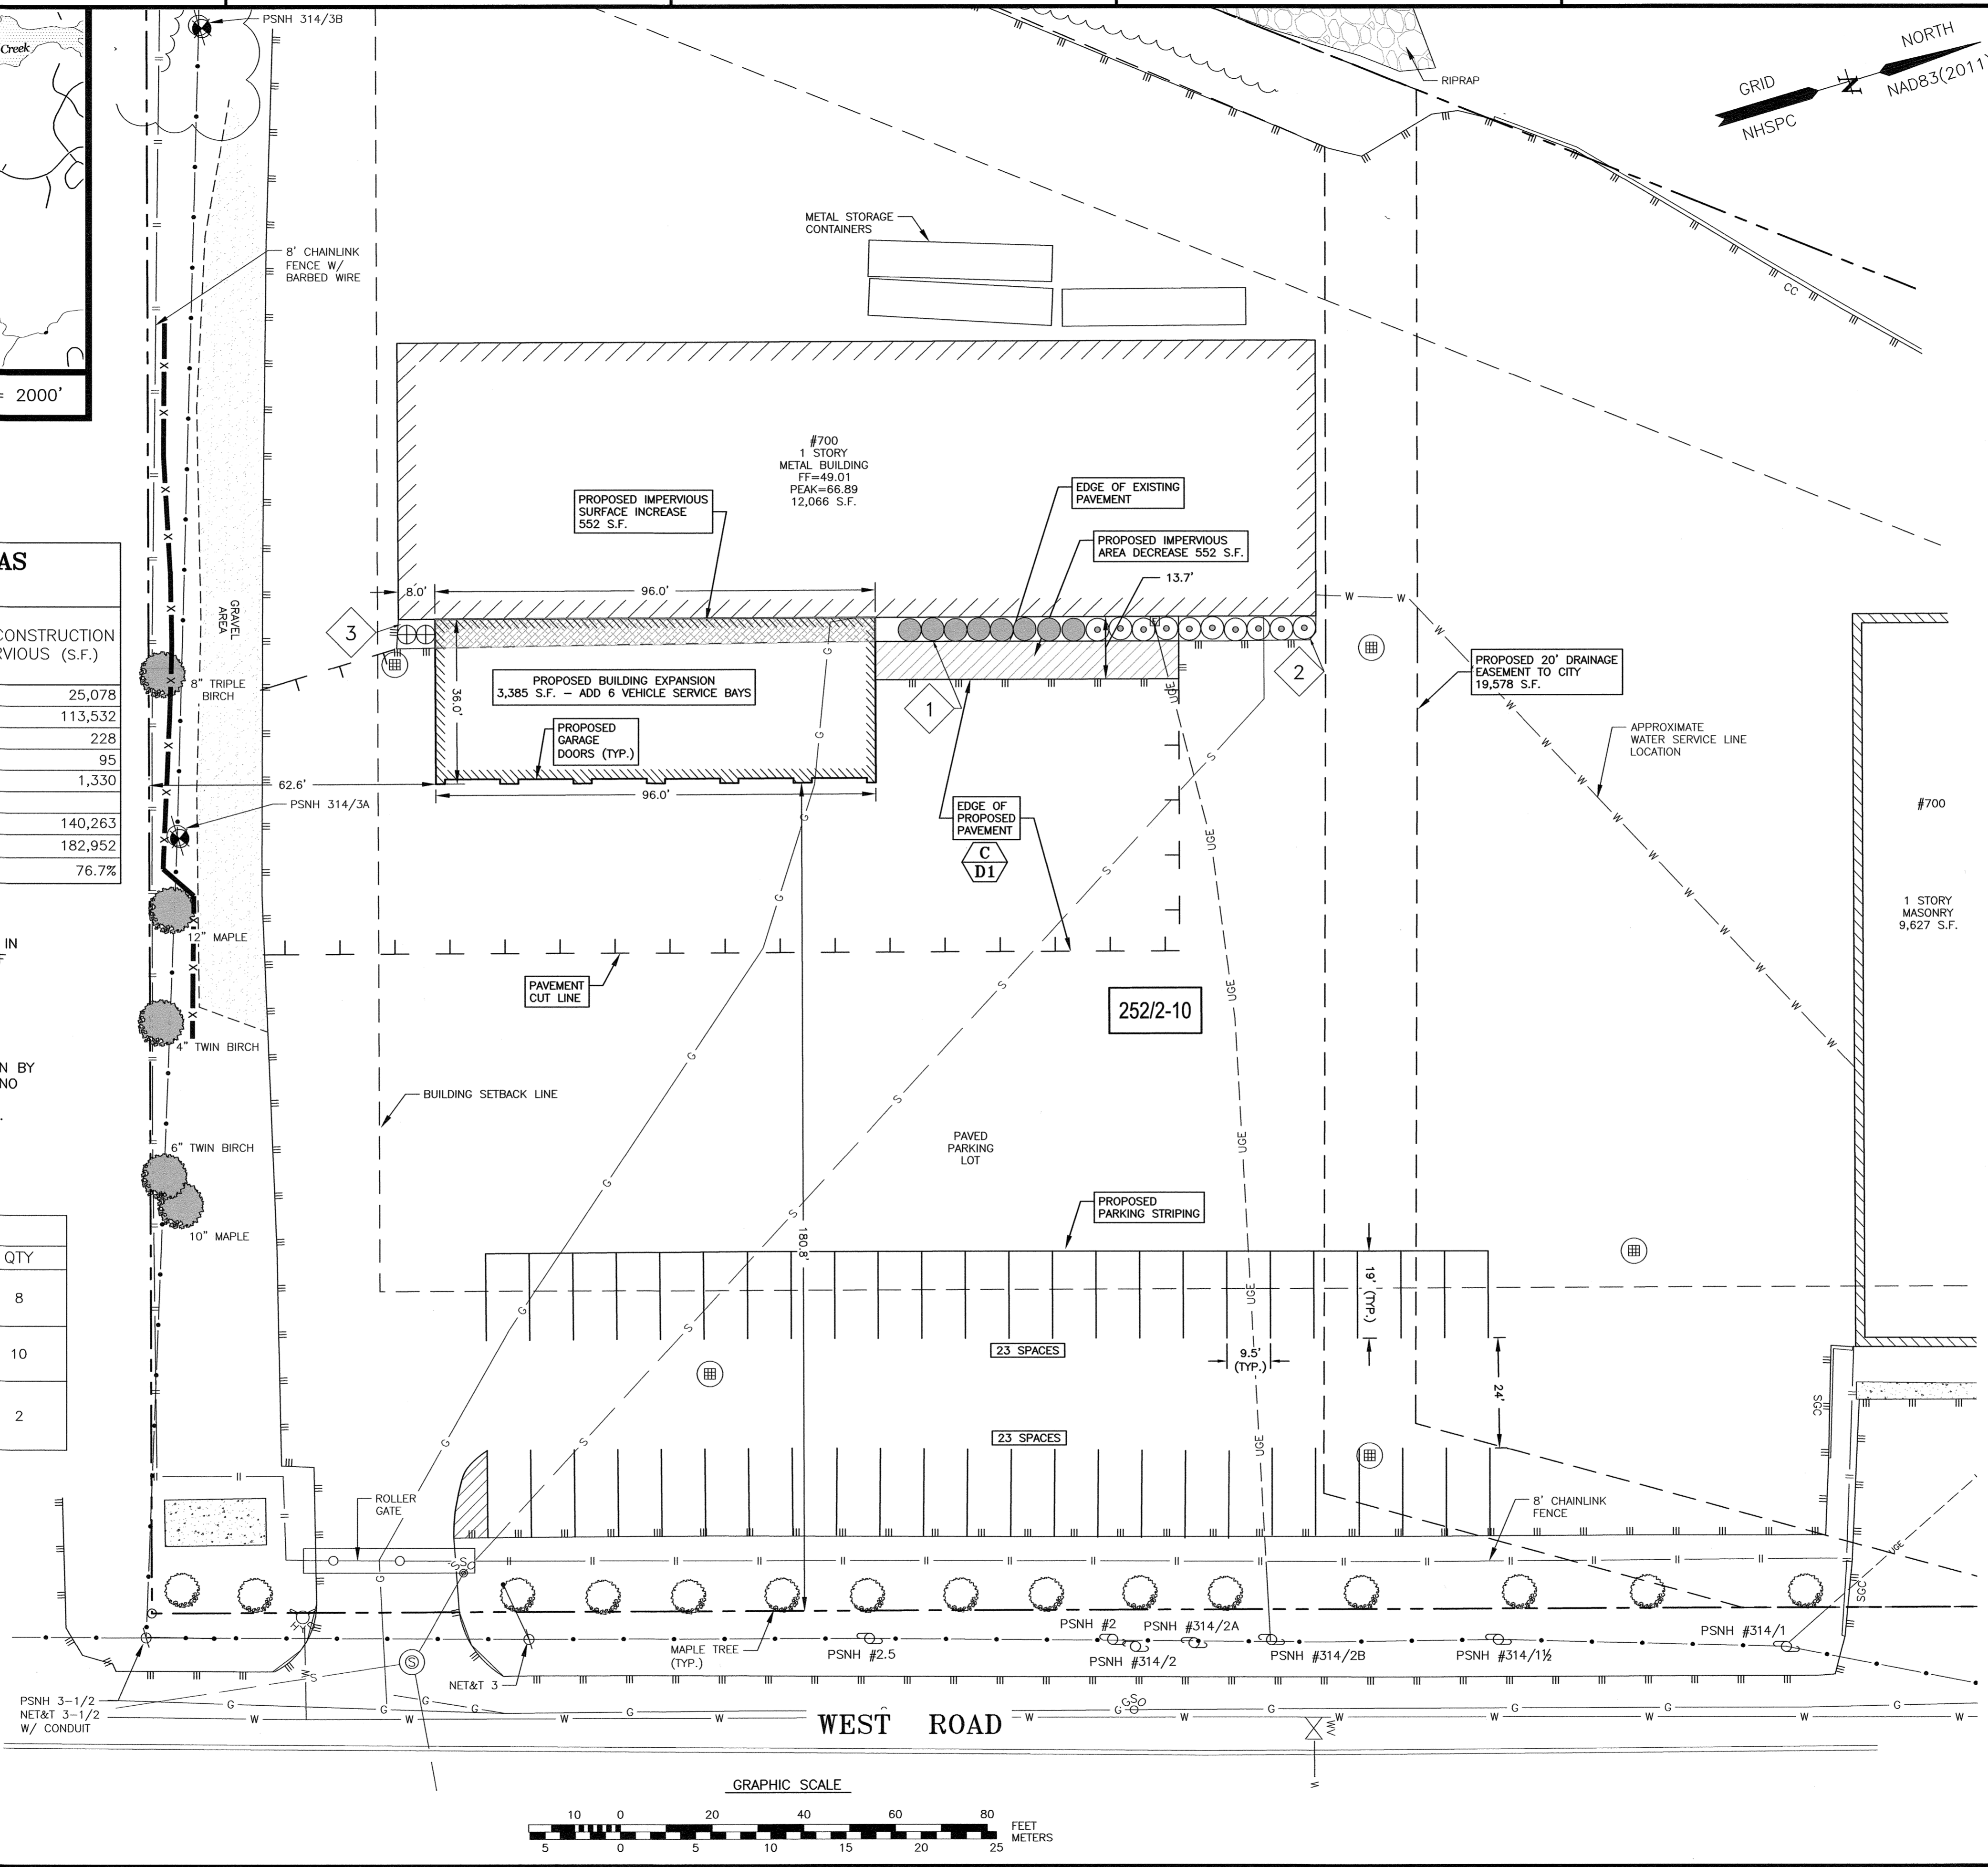 PSNH 314/3B
Creek
RIPRAP
GRID
NORTH
N
NHSPC
NAD83(2011)
= 2000'
METAL STORAGE
CONTAINERS
8' CHAINLINK
FENCE W/
BARBED WIRE
CC
#700
1 STORY
METAL BUILDING
FF=49.01
PEAK=66.89
12,066 S.F.
PROPOSED IMPERVIOUS
SURFACE INCREASE
552 S.F.
EDGE OF EXISTING
PAVEMENT
PROPOSED IMPERVIOUS
AREA DECREASE 552 S.F.
13.7'
8.0'
96.0'
3
AS
CONSTRUCTION
RVIOUS (S.F.)
25,078
113,532
228
95
1,330
140,263
182,952
76.7%
GRAVEL
AREA
8" TRIPLE
BIRCH
PROPOSED BUILDING EXPANSION
3,385 S.F. – ADD 6 VEHICLE SERVICE BAYS
36.0'
PROPOSED
GARAGE
DOORS (TYP.)
1
2
PROPOSED 20' DRAINAGE
EASEMENT TO CITY
19,578 S.F.
APPROXIMATE
WATER SERVICE LINE
LOCATION
62.6'
96.0'
PSNH 314/3A
EDGE OF
PROPOSED
PAVEMENT
C
D1
#700
1 STORY
MASONRY
9,627 S.F.
12" MAPLE
IN
PAVEMENT
CUT LINE
252/2-10
4" TWIN BIRCH
N BY
NO
BUILDING SETBACK LINE
6" TWIN BIRCH
PAVED
PARKING
LOT
10" MAPLE
PROPOSED
PARKING STRIPING
180.8'
QTY
8
10
2
19' (TYP.)
23 SPACES
9.5'
(TYP.)
24'
23 SPACES
SGC
ROLLER
GATE
8' CHAINLINK
FENCE
UGE
SGC
PSNH #2
PSNH #314/2A
PSNH #314/1
MAPLE TREE
(TYP.)
PSNH #2.5
PSNH #314/2
PSNH #314/2B
PSNH #314/1½
NET&T 3
PSNH 3-1/2
NET&T 3-1/2
W/ CONDUIT
GSO
WEST ROAD
WV
GRAPHIC SCALE
10 0 20 40 60 80
FEET
METERS
5 0 5 10 15 20 25